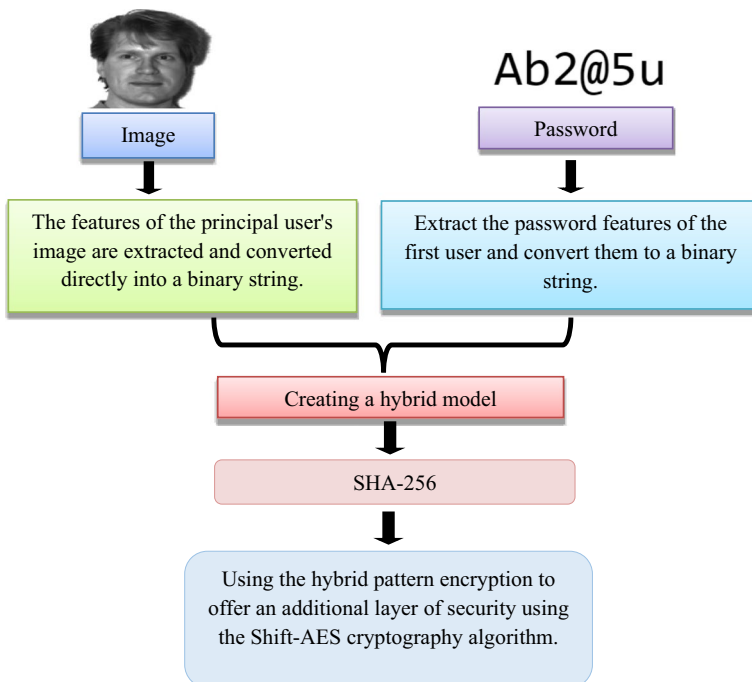 Ab2@5u
Image
Password
The features of the principal user's
image are extracted and converted
directly into a binary string.
Extract the password features of the
first user and convert them to a binary
string.
Creating a hybrid model
SHA-256
Using the hybrid pattern encryption to
offer an additional layer of security using
the Shift-AES cryptography algorithm.